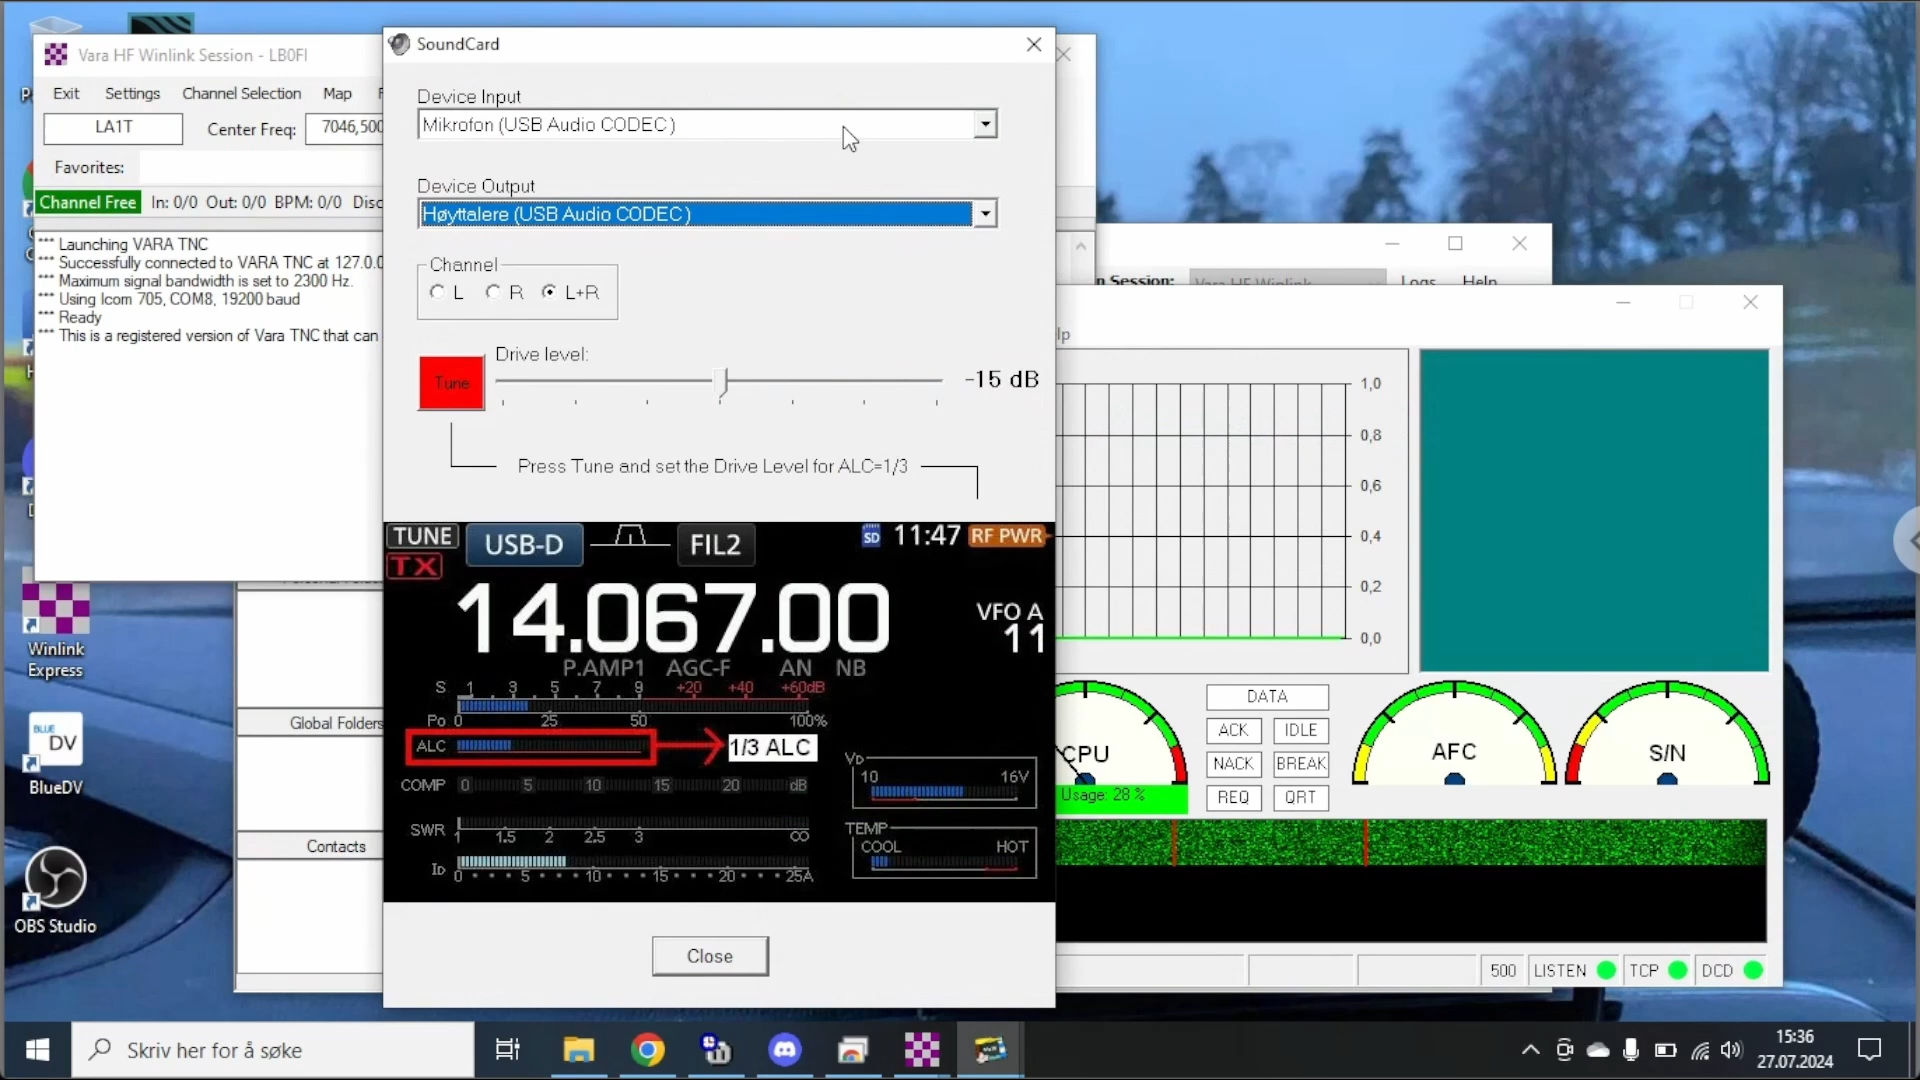 Vara HF Winlink Session - LB0FI
Exit Settings Channel Selection Map
LA1T Center Freq: 7046,500
Favorites:
Channel Free In: 0/0 Out: 0/0 BPM: 0/0 Disc
*** Launching VARA TNC
*** Successfully connected to VARA TNC at 127.0.0
*** Maximum signal bandwidth is set to 2300 Hz.
*** Using Icom 705, COM8, 19200 baud
*** Ready
*** This is a registered version of Vara TNC that can
SoundCard
Device Input
Mikrofon (USB Audio CODEC )
Device Output
Høyttalere (USB Audio CODEC )
Channel
L R L+R
Drive level:
Tune
-15 dB
Press Tune and set the Drive Level for ALC=1/3
TUNE USB-D FIL2 SD 11:47 RF PWR
TX
14.067.00
VFO A
11
P.AMP1 AGC-F AN NB
S 1 3 5 7 9 +20 +40 +60dB
Po 0 25 50 100%
ALC 1/3 ALC
COMP 0 5 10 15 20 dB
VD
10 16V
SWR 1 1.5 2 2.5 3 ∞
TEMP
COOL HOT
ID 0 5 10 15 20 25A
Close
n Session: Vara HF Winlink Logs Help
lp
1,0
0,8
0,6
0,4
0,2
0,0
CPU
Usage: 28 %
DATA
ACK IDLE
NACK BREAK
REQ QRT
AFC
S/N
500 LISTEN TCP DCD
Global Folders
Contacts
Winlink
Express
BLUE
DV
BlueDV
OBS Studio
Skriv her for å søke
15:36
27.07.2024